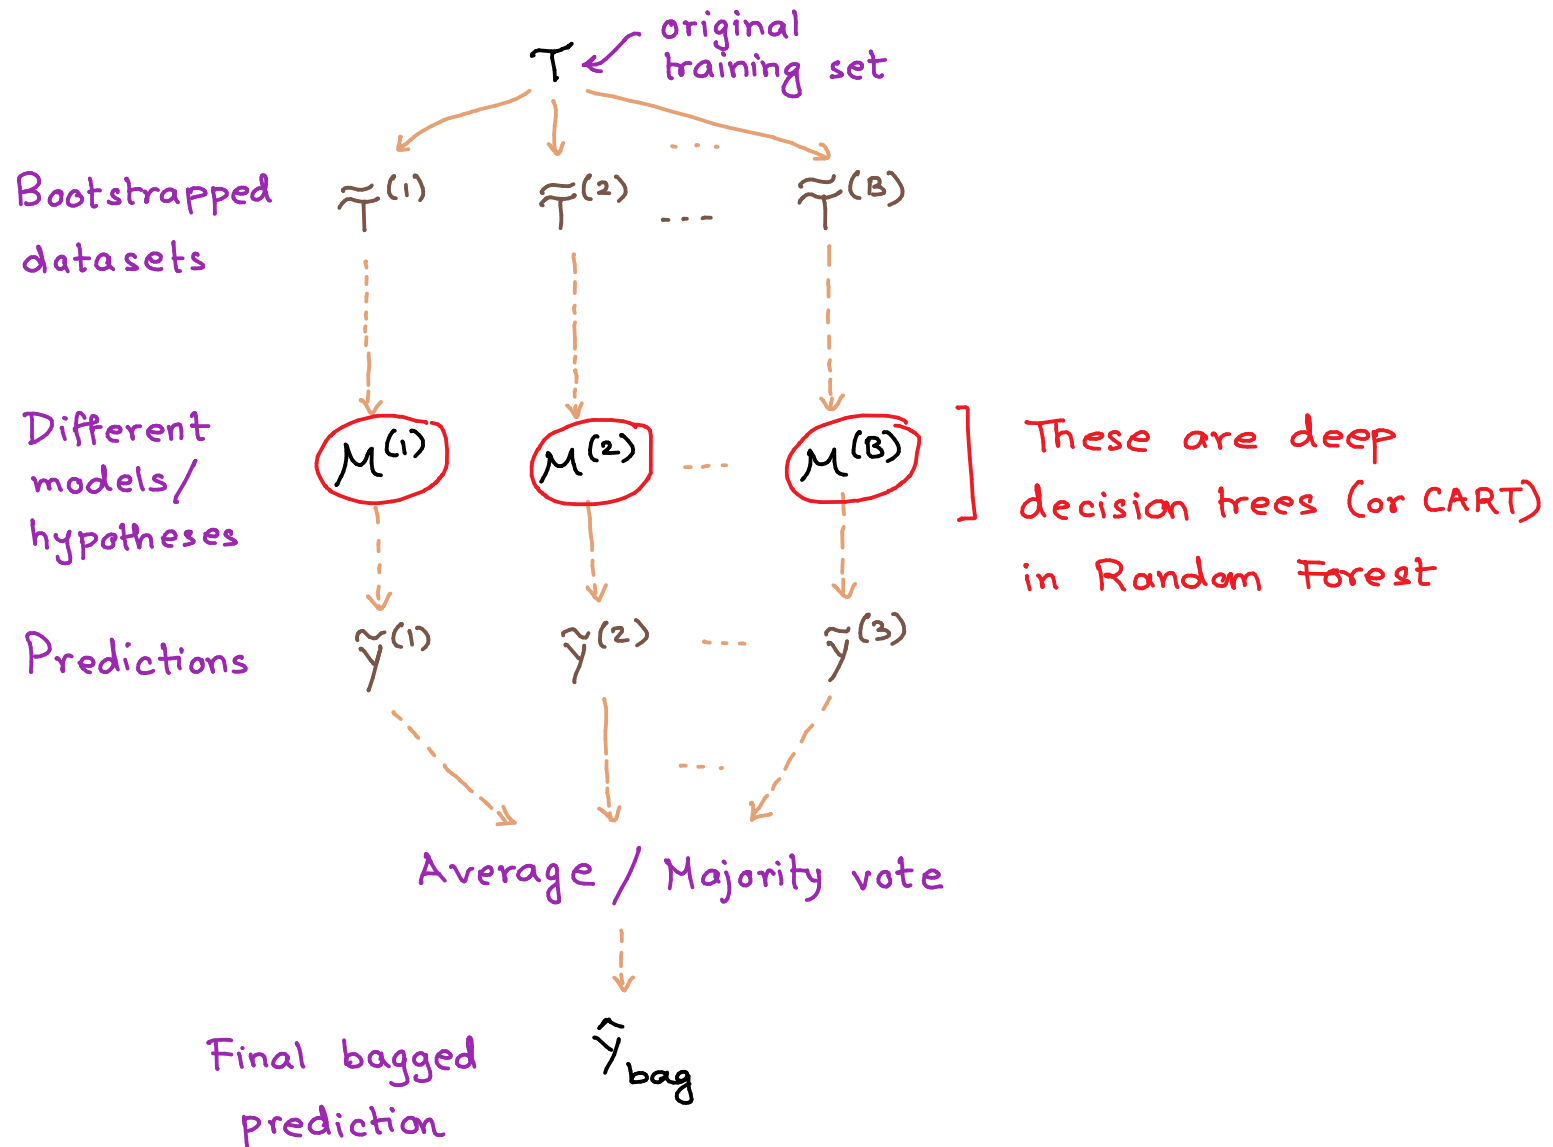 original
T training set
....
Bootstrapped T̃⁽¹⁾ T̃⁽²⁾ .... T̃⁽ᴮ⁾
datasets
Different
models/ M⁽¹⁾ M⁽²⁾ .... M⁽ᴮ⁾
hypotheses
These are deep
decision trees (or CART)
in Random Forest
Predictions ỹ⁽¹⁾ ỹ⁽²⁾ .... ỹ⁽³⁾
....
Average / Majority vote
Final bagged ŷ bag
prediction